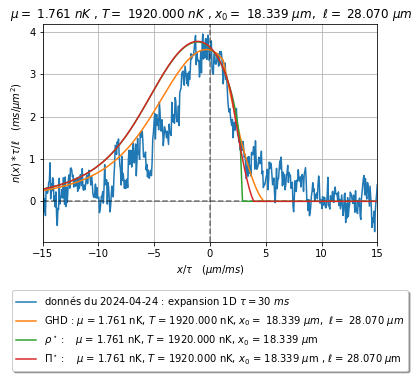 μ = 1.761 nK , T = 1920.000 nK , x₀ = 18.339 μm, ℓ = 28.070 μm
4
3
2
1
0
n(x) * τ/ℓ (ms/μm²)
−15 −10 −5 0 5 10 15
x/τ (μm/ms)
donnés du 2024-04-24 : expansion 1D τ = 30 ms
GHD : μ = 1.761 nK, T = 1920.000 nK, x₀ = 18.339 μm, ℓ = 28.070 μm
ρ* : μ = 1.761 nK, T = 1920.000 nK, x₀ = 18.339 μm
Π* : μ = 1.761 nK, T = 1920.000 nK, x₀ = 18.339 μm , ℓ = 28.070 μm